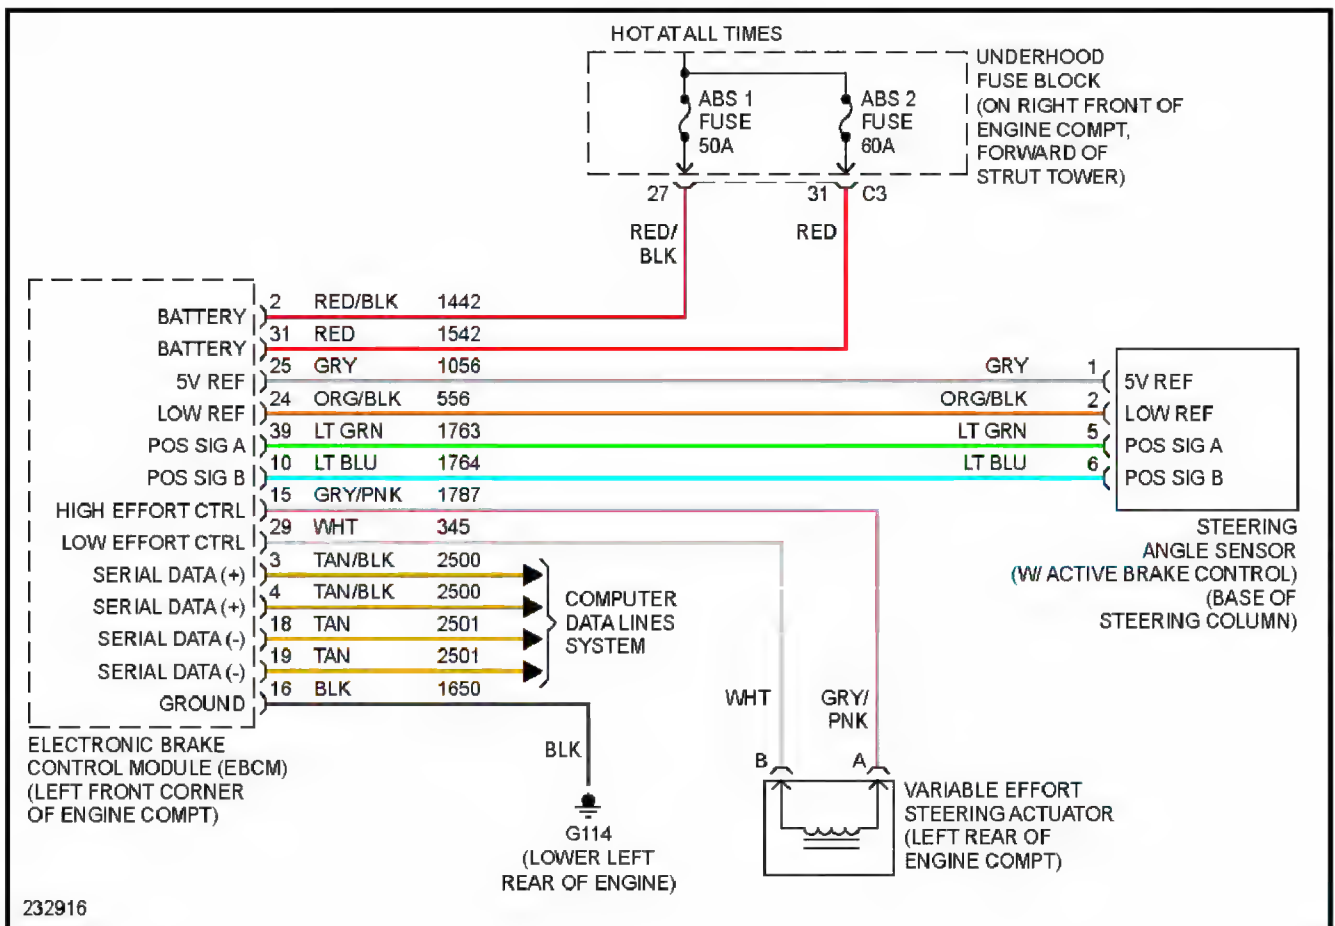 HOT AT ALL TIMES
UNDERHOOD
FUSE BLOCK
(ON RIGHT FRONT OF
ENGINE COMPT,
FORWARD OF
STRUT TOWER)
ABS 1
FUSE
50A
ABS 2
FUSE
60A
27
31
C3
RED/
BLK
RED
BATTERY 2 RED/BLK 1442
BATTERY 31 RED 1542
5V REF 25 GRY 1056 GRY 1 5V REF
LOW REF 24 ORG/BLK 556 ORG/BLK 2 LOW REF
POS SIG A 39 LT GRN 1763 LT GRN 5 POS SIG A
POS SIG B 10 LT BLU 1764 LT BLU 6 POS SIG B
HIGH EFFORT CTRL 15 GRY/PNK 1787
LOW EFFORT CTRL 29 WHT 345
SERIAL DATA (+) 3 TAN/BLK 2500
SERIAL DATA (+) 4 TAN/BLK 2500
SERIAL DATA (-) 18 TAN 2501
SERIAL DATA (-) 19 TAN 2501
GROUND 16 BLK 1650
COMPUTER
DATA LINES
SYSTEM
STEERING
ANGLE SENSOR
(W/ ACTIVE BRAKE CONTROL)
(BASE OF
STEERING COLUMN)
ELECTRONIC BRAKE
CONTROL MODULE (EBCM)
(LEFT FRONT CORNER
OF ENGINE COMPT)
BLK
G114
(LOWER LEFT
REAR OF ENGINE)
WHT
GRY/
PNK
B
A
VARIABLE EFFORT
STEERING ACTUATOR
(LEFT REAR OF
ENGINE COMPT)
232916